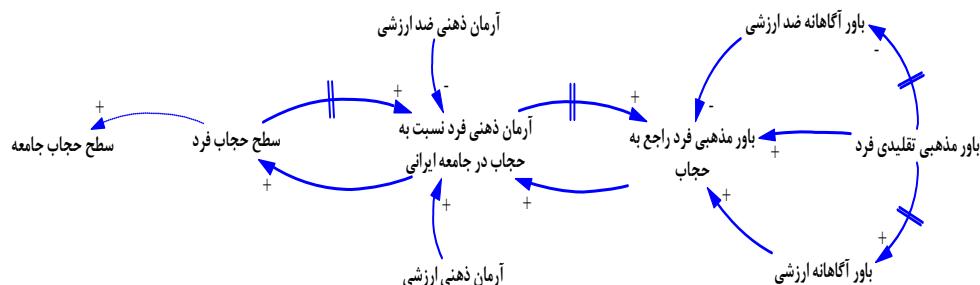 باور آگاهانه ضد ارزشی
آرمان ذهنی ضد ارزشی
-
-
-
+
+
+
باور مذهبی تقلیدی فرد
باور مذهبی فرد راجع به
حجاب
آرمان ذهنی فرد نسبت به
حجاب در جامعه ایرانی
سطح حجاب فرد
سطح حجاب جامعه
+
+
+
+
+
+
باور آگاهانه ارزشی
آرمان ذهنی ارزشی